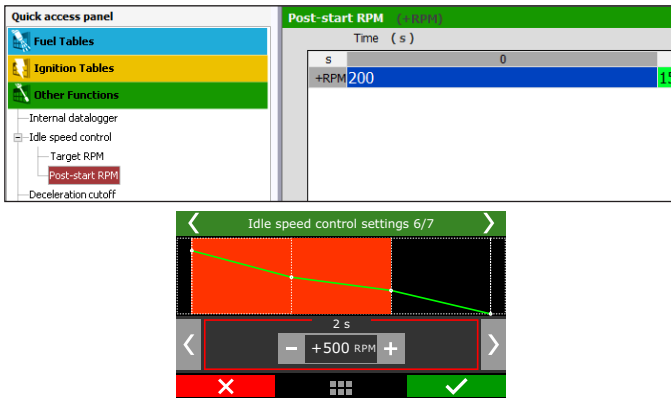 Quick access panel
Fuel Tables
Ignition Tables
Other Functions
Internal datalogger
Idle speed control
Target RPM
Post-start RPM
Deceleration cutoff
Post-start RPM (+RPM)
Time (s)
s 0
+RPM 200 15
Idle speed control settings 6/7
2 s
- +500 RPM +